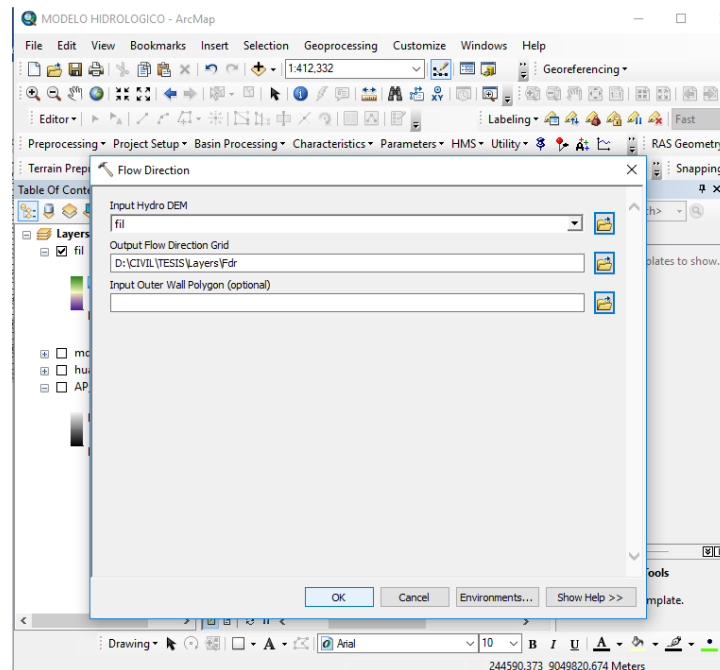 MODELO HIDROLOGICO - ArcMap
File Edit View Bookmarks Insert Selection Geoprocessing Customize Windows Help
1:412,332 Georeferencing
Editor Labeling Fast
Preprocessing Project Setup Basin Processing Characteristics Parameters HMS Utility RAS Geometry
Terrain Prep Flow Direction Snapping
Table Of Conte
Input Hydro DEM
fil
Layers
fil
Output Flow Direction Grid
D:\CIVIL\TESIS\Layers\Fdr
plates to show.
Input Outer Wall Polygon (optional)
hua
AP
ools
OK Cancel Environments... Show Help >>
mplate.
Drawing A Arial 10 B I U A
244590.373 9049820.674 Meters